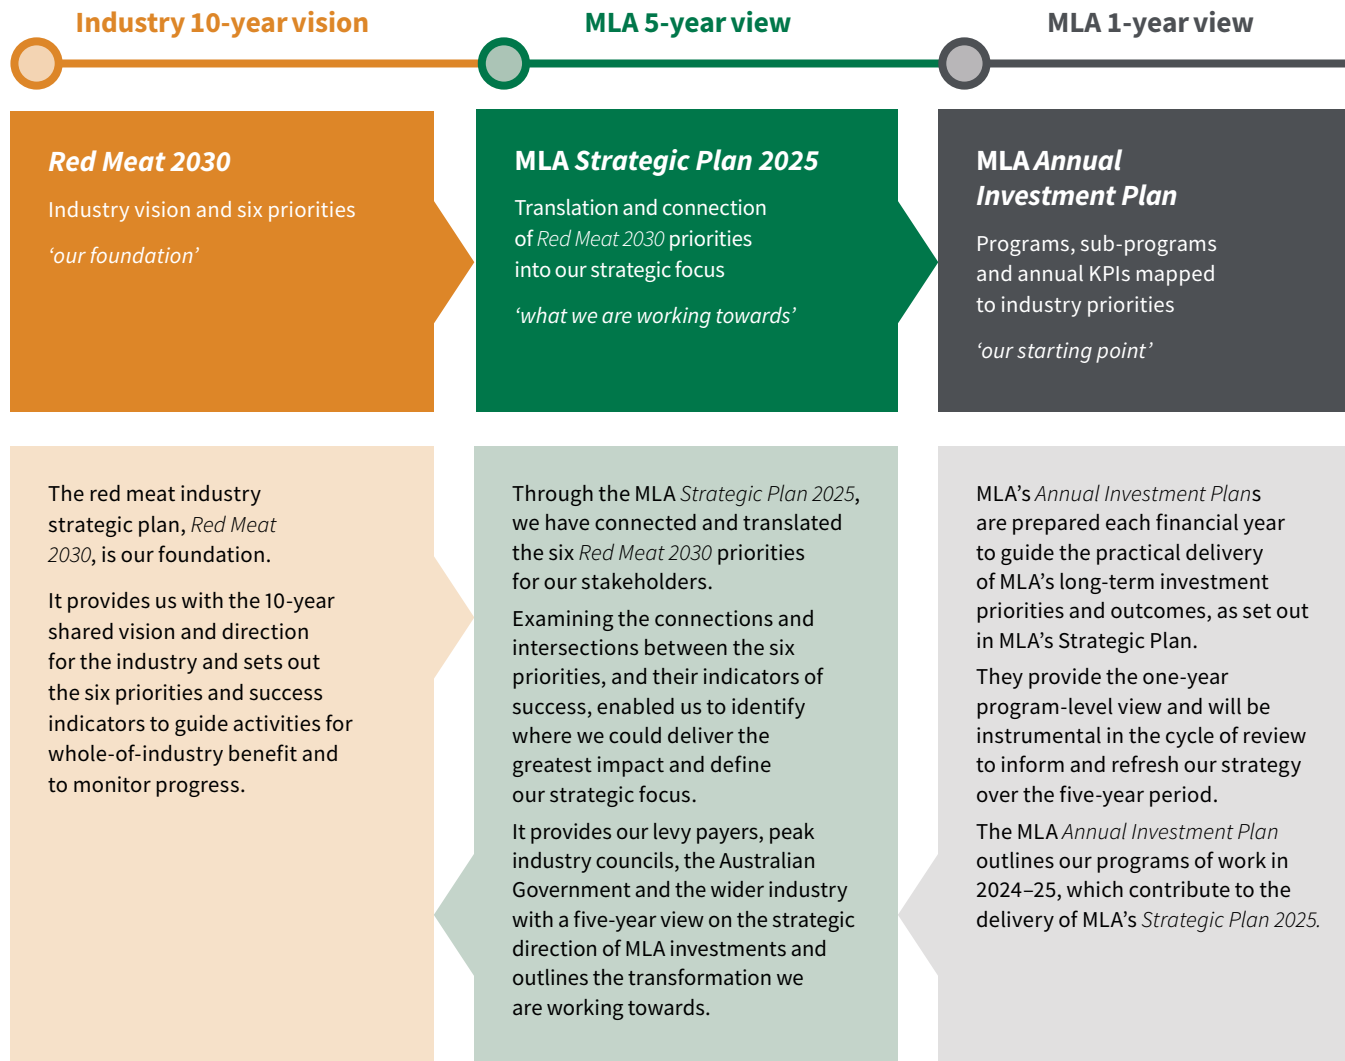 Industry 10-year vision
MLA 5-year view
MLA 1-year view
Red Meat 2030
Industry vision and six priorities
‘our foundation’
MLA Strategic Plan 2025
Translation and connection
of Red Meat 2030 priorities
into our strategic focus
‘what we are working towards’
MLA Annual
Investment Plan
Programs, sub-programs
and annual KPIs mapped
to industry priorities
‘our starting point’
The red meat industry
strategic plan, Red Meat
2030, is our foundation.
It provides us with the 10-year
shared vision and direction
for the industry and sets out
the six priorities and success
indicators to guide activities for
whole-of-industry benefit and
to monitor progress.
Through the MLA Strategic Plan 2025,
we have connected and translated
the six Red Meat 2030 priorities
for our stakeholders.
Examining the connections and
intersections between the six
priorities, and their indicators of
success, enabled us to identify
where we could deliver the
greatest impact and define
our strategic focus.
It provides our levy payers, peak
industry councils, the Australian
Government and the wider industry
with a five-year view on the strategic
direction of MLA investments and
outlines the transformation we
are working towards.
MLA’s Annual Investment Plans
are prepared each financial year
to guide the practical delivery
of MLA’s long-term investment
priorities and outcomes, as set out
in MLA’s Strategic Plan.
They provide the one-year
program-level view and will be
instrumental in the cycle of review
to inform and refresh our strategy
over the five-year period.
The MLA Annual Investment Plan
outlines our programs of work in
2024–25, which contribute to the
delivery of MLA’s Strategic Plan 2025.